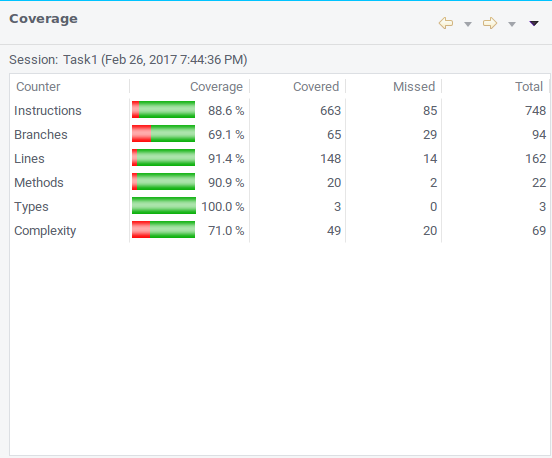 Coverage
Session: Task1 (Feb 26, 2017 7:44:36 PM)
Counter Coverage Covered Missed Total
Instructions 88.6 % 663 85 748
Branches 69.1 % 65 29 94
Lines 91.4 % 148 14 162
Methods 90.9 % 20 2 22
Types 100.0 % 3 0 3
Complexity 71.0 % 49 20 69